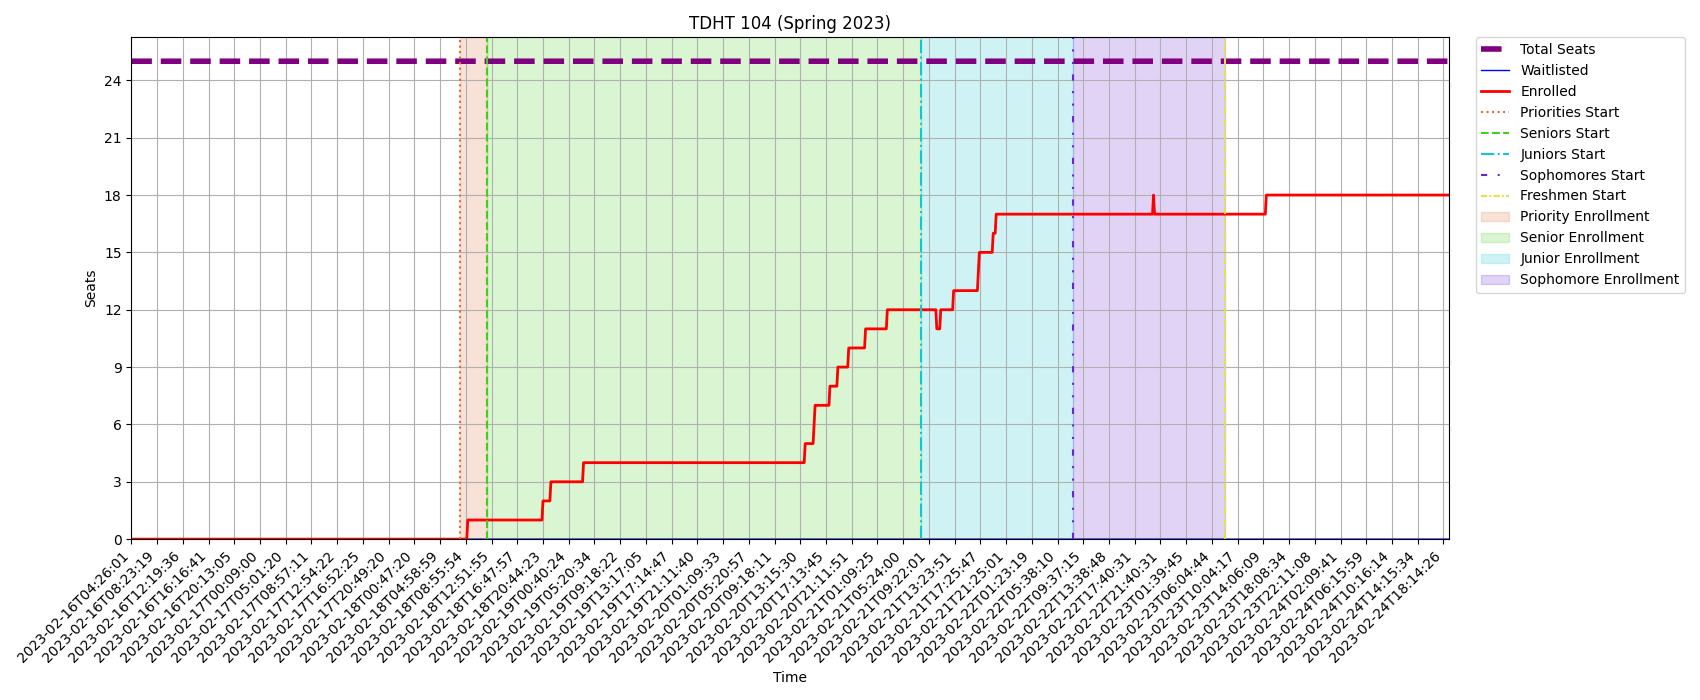 TDHT 104 (Spring 2023)
Total Seats
Waitlisted
Enrolled
Priorities Start
Seniors Start
Juniors Start
Sophomores Start
Freshmen Start
Priority Enrollment
Senior Enrollment
Junior Enrollment
Sophomore Enrollment
Seats
24
21
18
15
12
9
6
3
0
2023-02-16T04:26:01
2023-02-16T08:23:19
2023-02-16T12:19:36
2023-02-16T16:16:41
2023-02-16T20:13:05
2023-02-17T00:09:00
2023-02-17T05:01:20
2023-02-17T08:57:11
2023-02-17T12:54:22
2023-02-17T16:52:25
2023-02-17T20:49:20
2023-02-18T00:47:20
2023-02-18T04:58:59
2023-02-18T08:55:54
2023-02-18T12:51:55
2023-02-18T16:47:57
2023-02-18T20:44:23
2023-02-19T00:40:24
2023-02-19T05:20:34
2023-02-19T09:18:22
2023-02-19T13:17:05
2023-02-19T17:14:47
2023-02-19T21:11:40
2023-02-20T01:09:33
2023-02-20T05:20:57
2023-02-20T09:18:11
2023-02-20T13:15:30
2023-02-20T17:13:45
2023-02-20T21:11:51
2023-02-21T01:09:25
2023-02-21T05:24:00
2023-02-21T09:22:01
2023-02-21T13:23:51
2023-02-21T17:25:47
2023-02-21T21:25:01
2023-02-22T01:23:19
2023-02-22T05:38:10
2023-02-22T09:37:15
2023-02-22T13:38:48
2023-02-22T17:40:31
2023-02-22T21:40:31
2023-02-23T01:39:45
2023-02-23T06:04:44
2023-02-23T10:04:17
2023-02-23T14:06:09
2023-02-23T18:08:34
2023-02-23T22:11:08
2023-02-24T02:09:41
2023-02-24T06:15:59
2023-02-24T10:16:14
2023-02-24T14:15:34
2023-02-24T18:14:26
Time